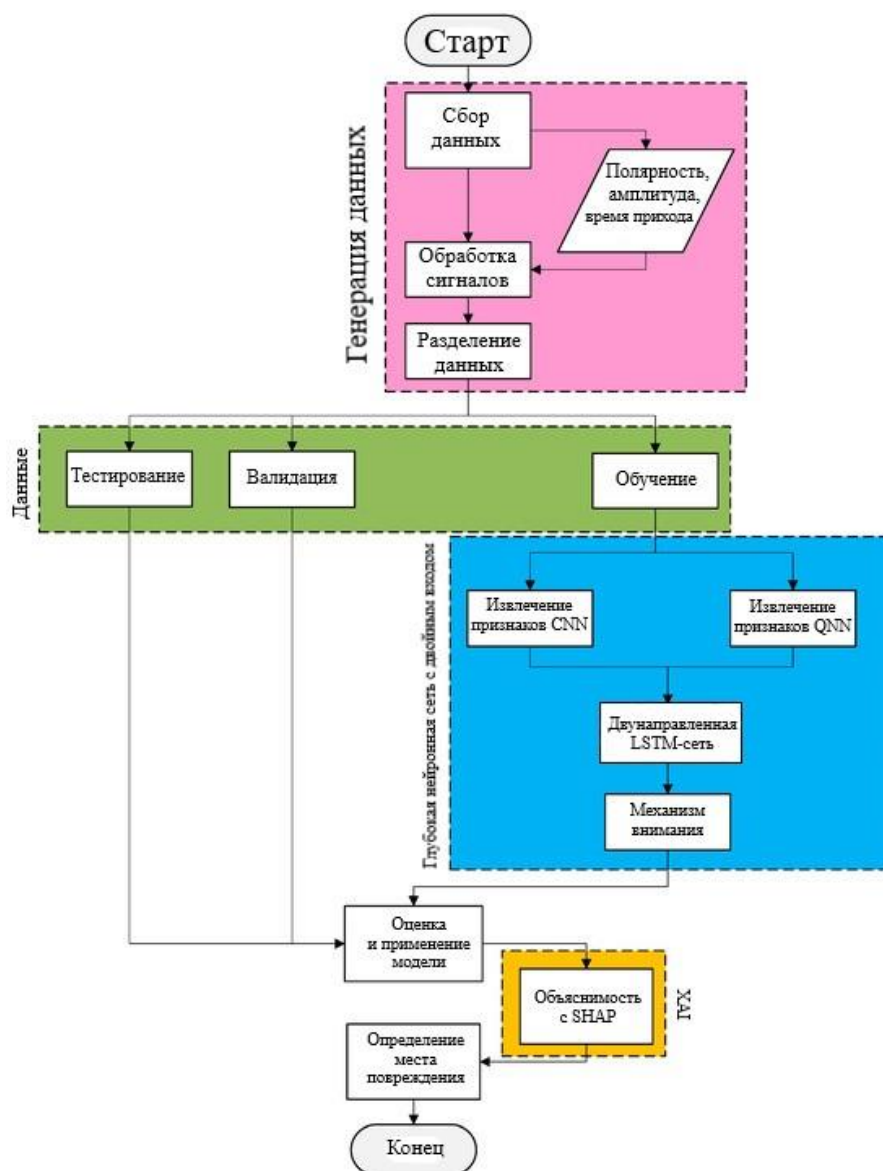 Старт
Генерация данных
Сбор
данных
Полярность,
амплитуда,
время прихода
Обработка
сигналов
Разделение
данных
Данные
Тестирование
Валидация
Обучение
Глубокая нейронная сеть с двойным входом
Извлечение
признаков CNN
Извлечение
признаков QNN
Двунаправленная
LSTM-сеть
Механизм
внимания
Оценка
и применение
модели
Объяснимость
с SHAP
XAI
Определение
места
повреждения
Конец